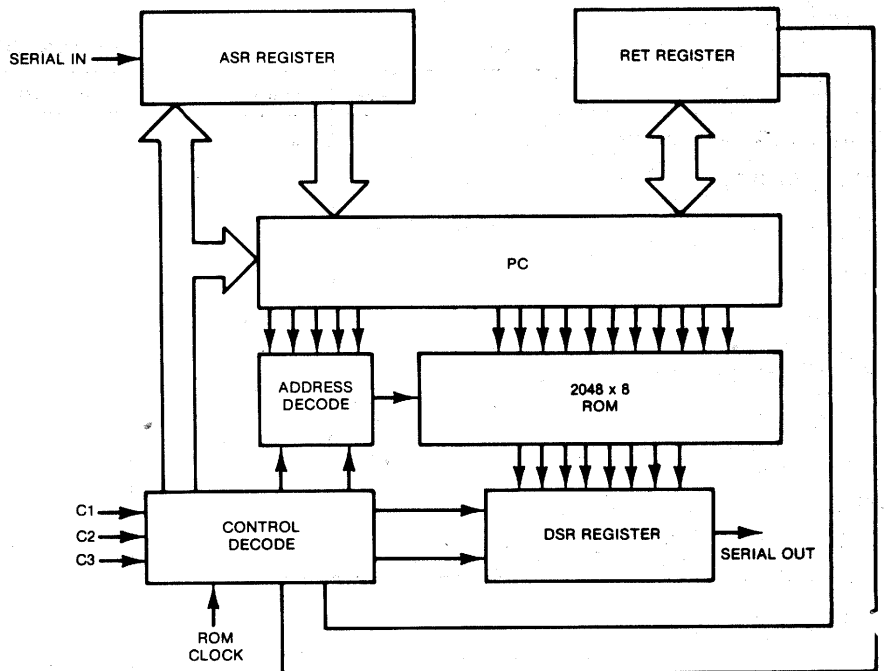 SERIAL IN
ASR REGISTER
RET REGISTER
PC
ADDRESS
DECODE
2048 x 8
ROM
C1
C2
C3
CONTROL
DECODE
DSR REGISTER
SERIAL OUT
ROM
CLOCK